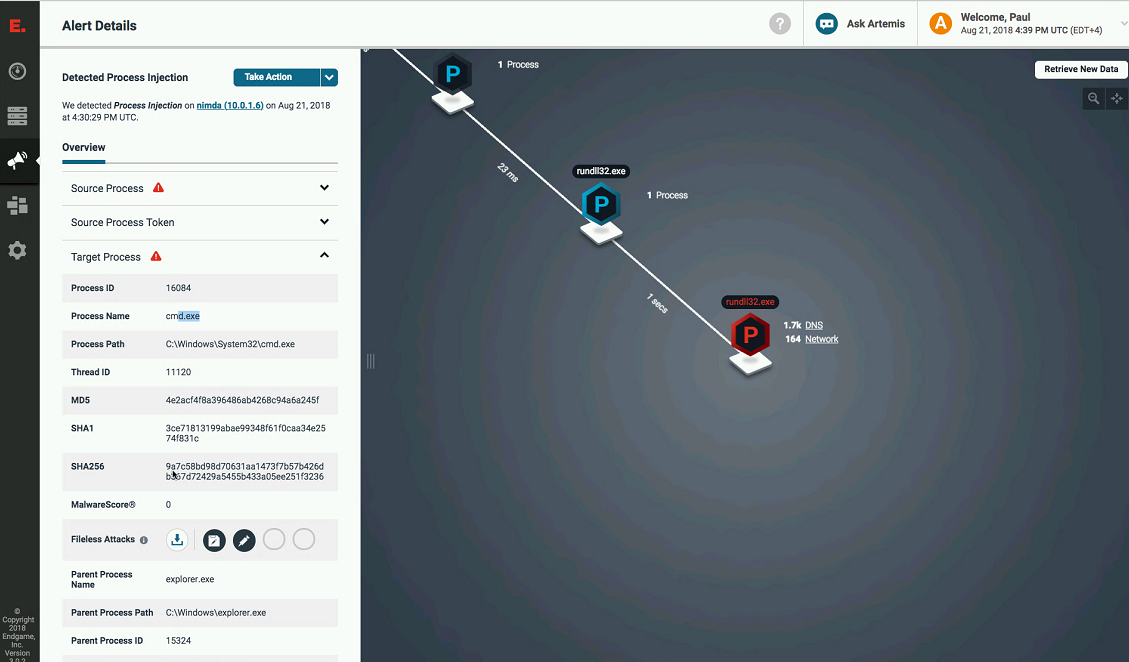 E.
Alert Details
?
Ask Artemis
A
Welcome, Paul
Aug 21, 2018 4:39 PM UTC (EDT+4)
Detected Process Injection
Take Action
We detected Process Injection on nimda (10.0.1.6) on Aug 21, 2018
at 4:30:29 PM UTC.
Overview
Source Process
Source Process Token
Target Process
Process ID 16084
Process Name cmd.exe
Process Path C:\Windows\System32\cmd.exe
Thread ID 11120
MD5 4e2acf4f8a396486ab4268c94a6a245f
SHA1 3ce71813199abae99348f61f0caa34e25
74f831c
SHA256 9a7c58bd98d70631aa1473f7b57b426d
b367d72429a5455b433a05ee251f3236
MalwareScore® 0
Fileless Attacks
Parent Process
Name
explorer.exe
Parent Process Path C:\Windows\explorer.exe
Parent Process ID 15324
©
Copyright
2018
Endgame,
Inc.
Version
3.0.2
P
1 Process
Retrieve New Data
23 ms
rundll32.exe
P
1 Process
1 secs
rundll32.exe
P
1.7k DNS
164 Network